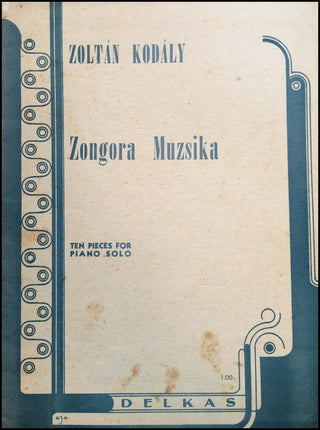 ZOLTÁN KODÁLY
Zongora Muzsika
TEN PIECES FOR
PIANO SOLO
1.00
DELKAS